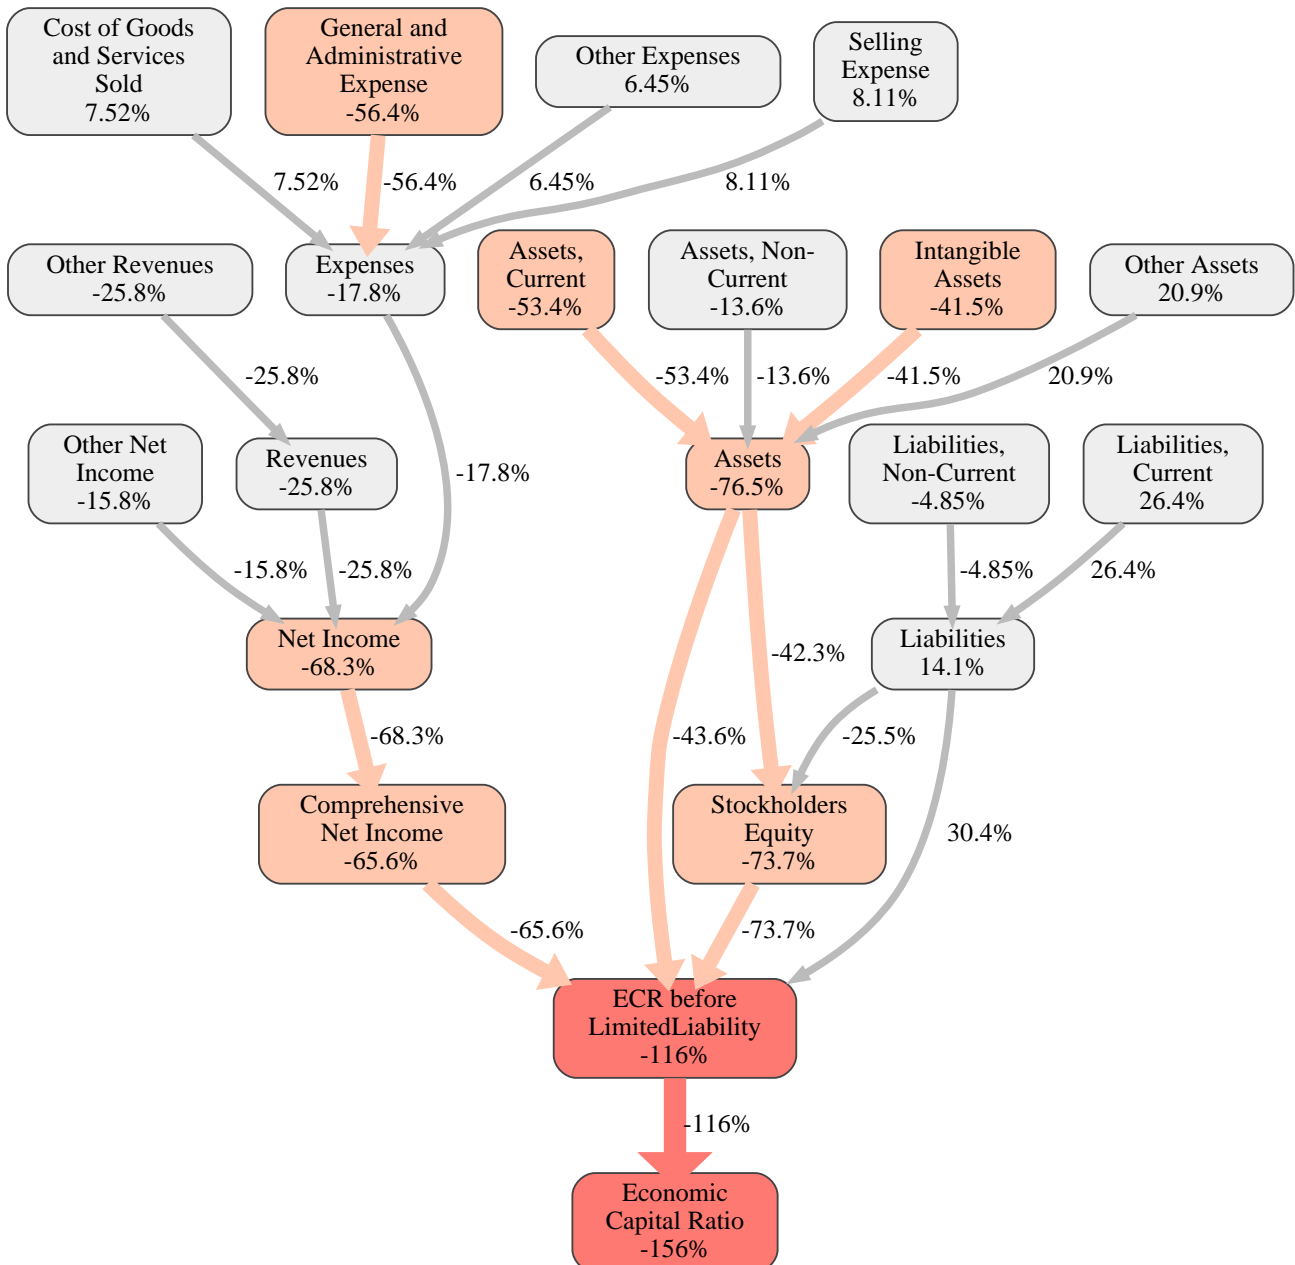 Cost of Goods
and Services
Sold
7.52%
General and
Administrative
Expense
-56.4%
Other Expenses
6.45%
Selling
Expense
8.11%
7.52%
-56.4%
6.45%
8.11%
Other Revenues
-25.8%
Expenses
-17.8%
Assets,
Current
-53.4%
Assets, Non-
Current
-13.6%
Intangible
Assets
-41.5%
Other Assets
20.9%
-25.8%
-53.4%
-13.6%
-41.5%
20.9%
Other Net
Income
-15.8%
Revenues
-25.8%
-17.8%
Assets
-76.5%
Liabilities,
Non-Current
-4.85%
Liabilities,
Current
26.4%
-15.8%
-25.8%
-4.85%
26.4%
Net Income
-68.3%
-42.3%
Liabilities
14.1%
-68.3%
-43.6%
-25.5%
Comprehensive
Net Income
-65.6%
Stockholders
Equity
-73.7%
30.4%
-65.6%
-73.7%
ECR before
LimitedLiability
-116%
-116%
Economic
Capital Ratio
-156%